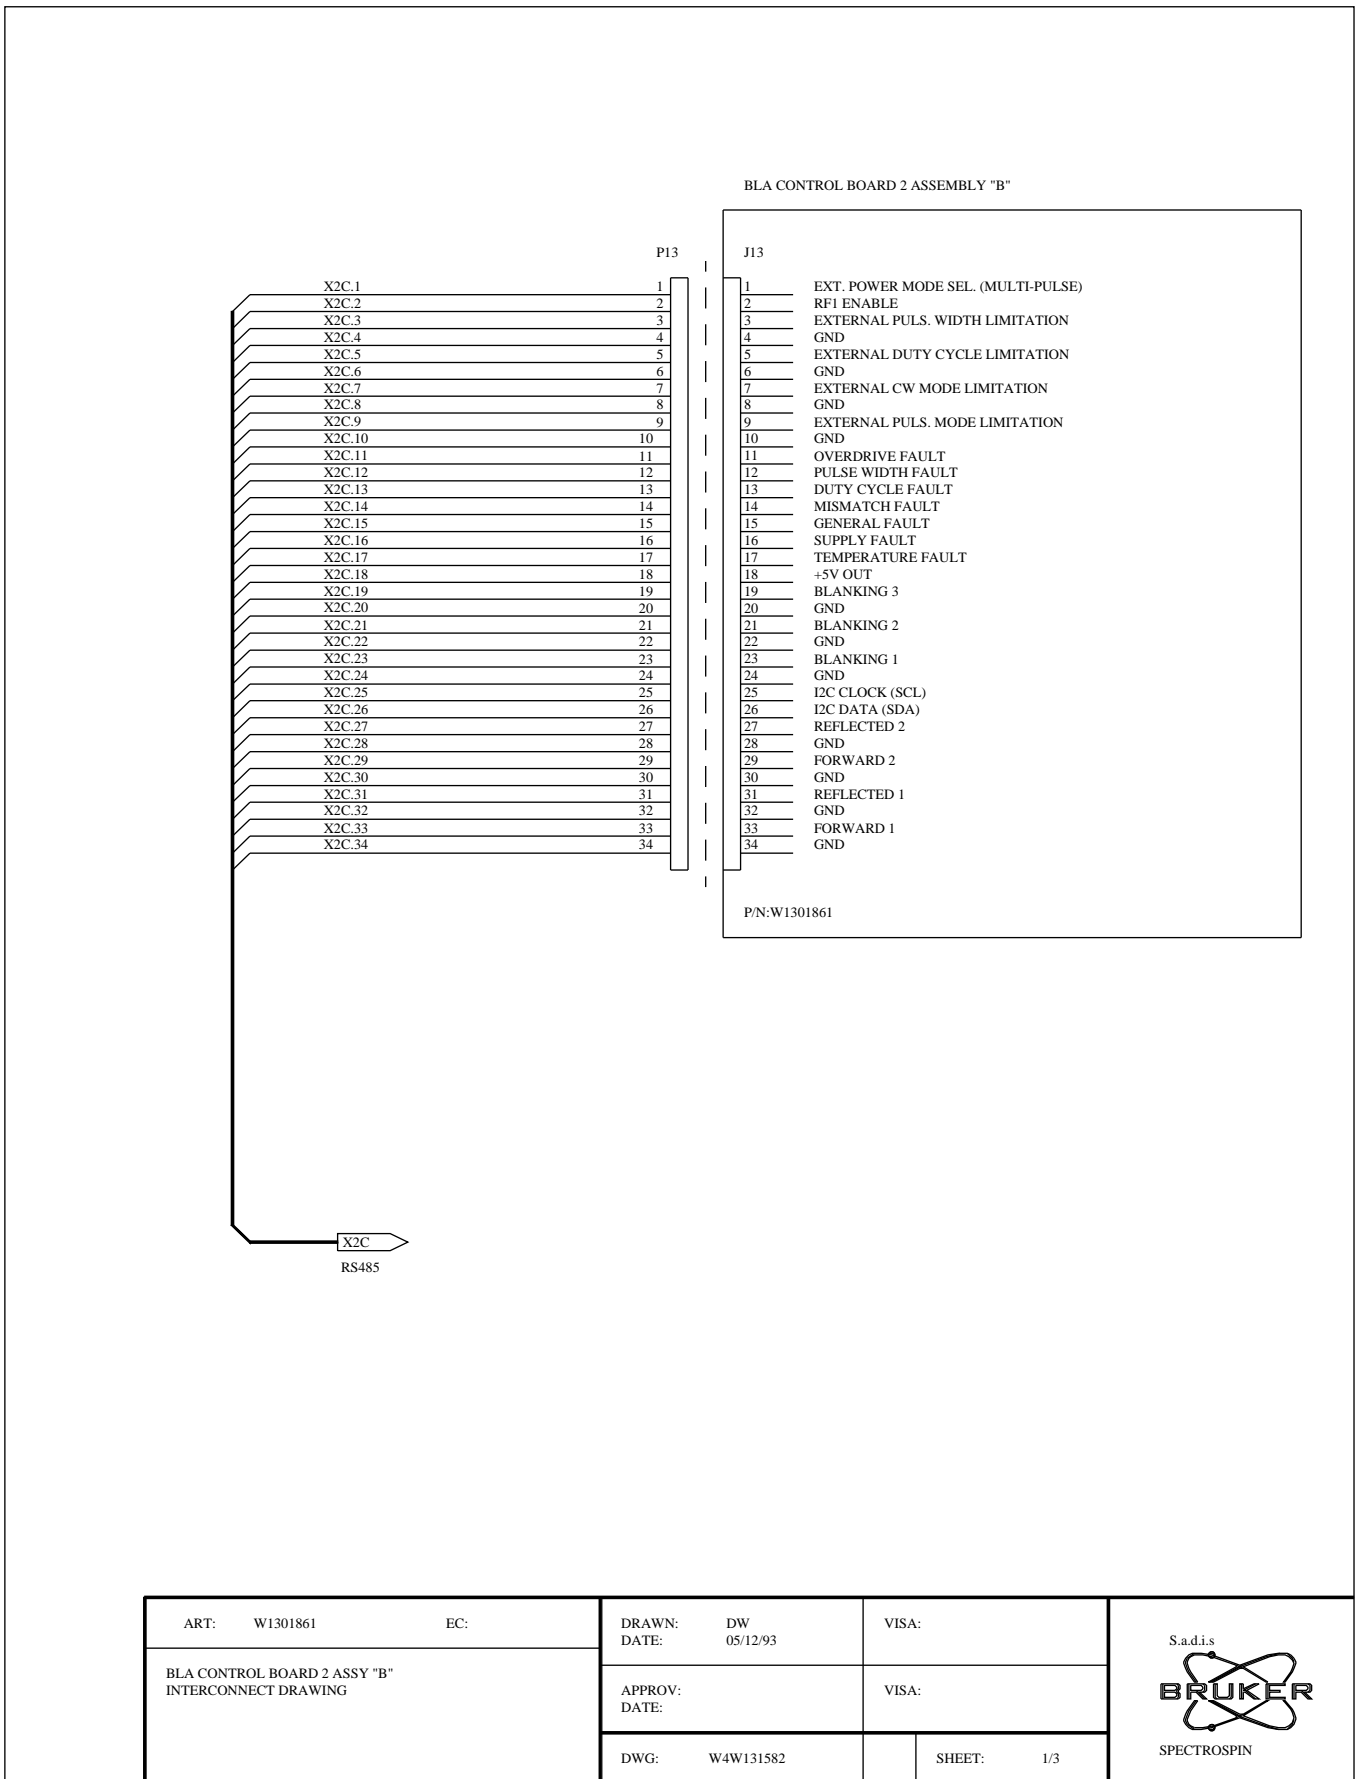 BLA CONTROL BOARD 2 ASSEMBLY "B"
P13 J13
X2C.1 1 1 EXT. POWER MODE SEL. (MULTI-PULSE)
X2C.2 2 2 RF1 ENABLE
X2C.3 3 3 EXTERNAL PULS. WIDTH LIMITATION
X2C.4 4 4 GND
X2C.5 5 5 EXTERNAL DUTY CYCLE LIMITATION
X2C.6 6 6 GND
X2C.7 7 7 EXTERNAL CW MODE LIMITATION
X2C.8 8 8 GND
X2C.9 9 9 EXTERNAL PULS. MODE LIMITATION
X2C.10 10 10 GND
X2C.11 11 11 OVERDRIVE FAULT
X2C.12 12 12 PULSE WIDTH FAULT
X2C.13 13 13 DUTY CYCLE FAULT
X2C.14 14 14 MISMATCH FAULT
X2C.15 15 15 GENERAL FAULT
X2C.16 16 16 SUPPLY FAULT
X2C.17 17 17 TEMPERATURE FAULT
X2C.18 18 18 +5V OUT
X2C.19 19 19 BLANKING 3
X2C.20 20 20 GND
X2C.21 21 21 BLANKING 2
X2C.22 22 22 GND
X2C.23 23 23 BLANKING 1
X2C.24 24 24 GND
X2C.25 25 25 I2C CLOCK (SCL)
X2C.26 26 26 I2C DATA (SDA)
X2C.27 27 27 REFLECTED 2
X2C.28 28 28 GND
X2C.29 29 29 FORWARD 2
X2C.30 30 30 GND
X2C.31 31 31 REFLECTED 1
X2C.32 32 32 GND
X2C.33 33 33 FORWARD 1
X2C.34 34 34 GND
P/N:W1301861
X2C
RS485
ART: W1301861 EC:
BLA CONTROL BOARD 2 ASSY "B"
INTERCONNECT DRAWING
DRAWN: DW
DATE: 05/12/93
VISA:
APPROV:
DATE:
VISA:
DWG: W4W131582
SHEET: 1/3
S.a.d.i.s
BRUKER
SPECTROSPIN